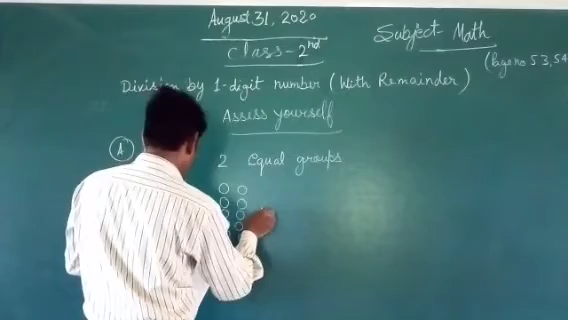 August 31, 2020
Subject- Math
Class-2nd
(page no 53,54
Division by 1-digit number (With Remainder)
Assess yourself
A
2 Equal groups